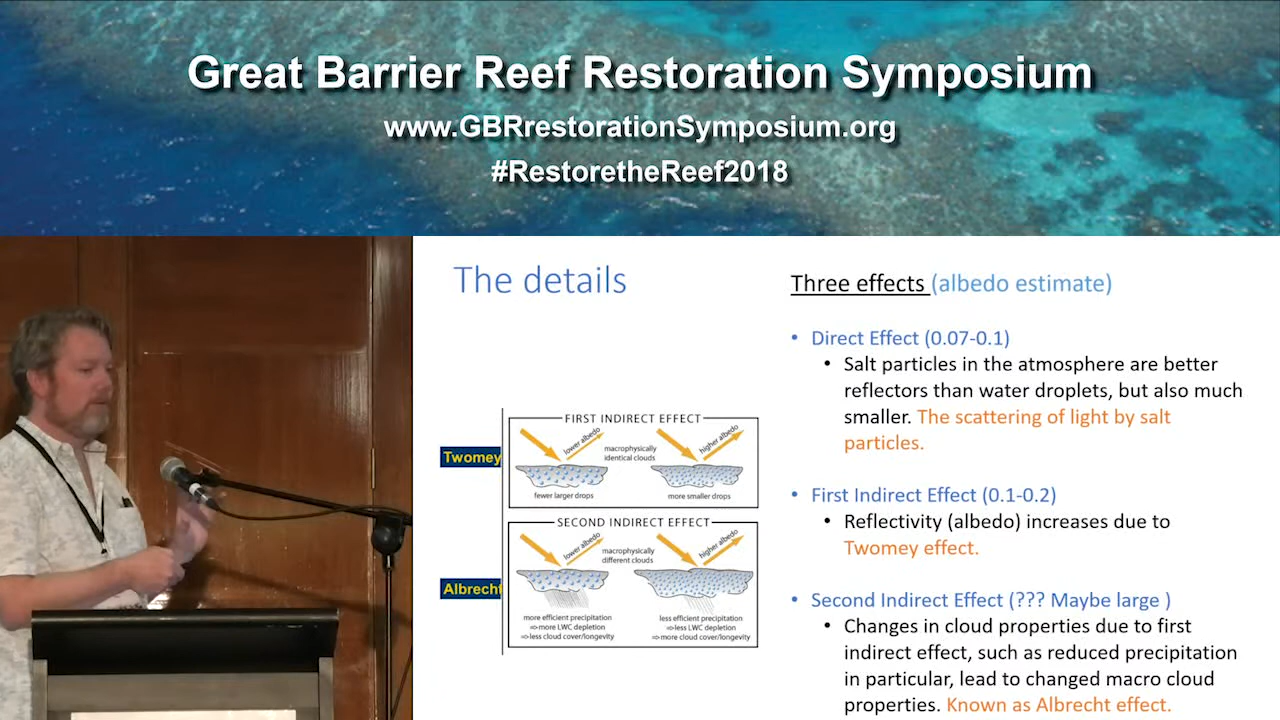 Great Barrier Reef Restoration Symposium
www.GBRrestorationSymposium.org
#RestoretheReef2018
The details
Three effects (albedo estimate)
• Direct Effect (0.07-0.1)
• Salt particles in the atmosphere are better
reflectors than water droplets, but also much
smaller. The scattering of light by salt
particles.
• First Indirect Effect (0.1-0.2)
• Reflectivity (albedo) increases due to
Twomey effect.
• Second Indirect Effect (??? Maybe large )
• Changes in cloud properties due to first
indirect effect, such as reduced precipitation
in particular, lead to changed macro cloud
properties. Known as Albrecht effect.
Twomey
FIRST INDIRECT EFFECT
lower albedo
macrophysically
identical clouds
higher albedo
fewer larger drops
more smaller drops
Albrecht
SECOND INDIRECT EFFECT
lower albedo
macrophysically
different clouds
higher albedo
more efficient precipitation
⇒more LWC depletion
⇒less cloud cover/longevity
less efficient precipitation
⇒less LWC depletion
⇒more cloud cover/longevity